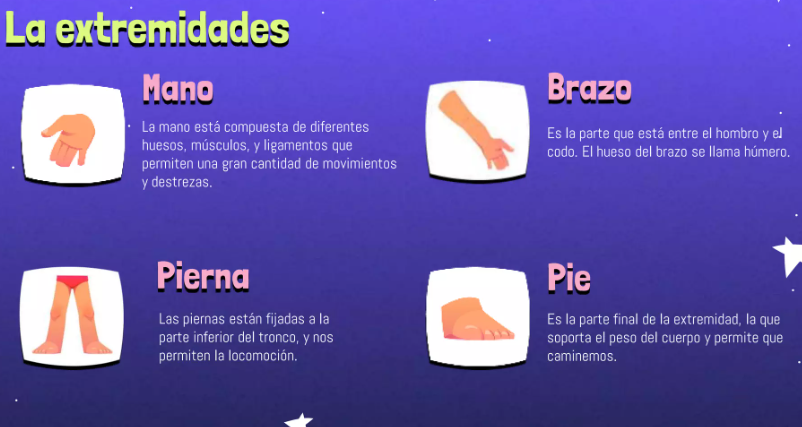 La extremidades
Mano
La mano está compuesta de diferentes
huesos, músculos, y ligamentos que
permiten una gran cantidad de movimientos
y destrezas.
Brazo
Es la parte que está entre el hombro y el
codo. El hueso del brazo se llama húmero.
Pierna
Las piernas están fijadas a la
parte inferior del tronco, y nos
permiten la locomoción.
Pie
Es la parte final de la extremidad, la que
soporta el peso del cuerpo y permite que
caminemos.